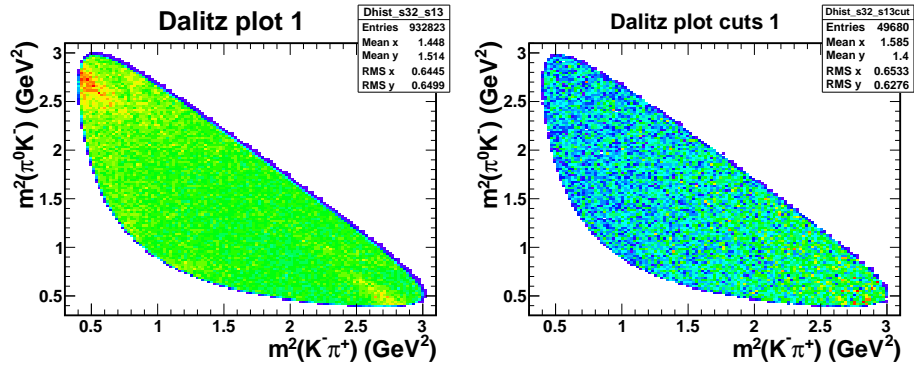 Dalitz plot 1
Dhist_s32_s13
Entries 932823
Mean x 1.448
Mean y 1.514
RMS x 0.6445
RMS y 0.6499
m²(π⁰K⁻) (GeV²)
3
2.5
2
1.5
1
0.5
0.5 1 1.5 2 2.5 3
m²(K⁻π⁺) (GeV²)
Dalitz plot cuts 1
Dhist_s32_s13cut
Entries 49680
Mean x 1.585
Mean y 1.4
RMS x 0.6533
RMS y 0.6276
m²(π⁰K⁻) (GeV²)
3
2.5
2
1.5
1
0.5
0.5 1 1.5 2 2.5 3
m²(K⁻π⁺) (GeV²)